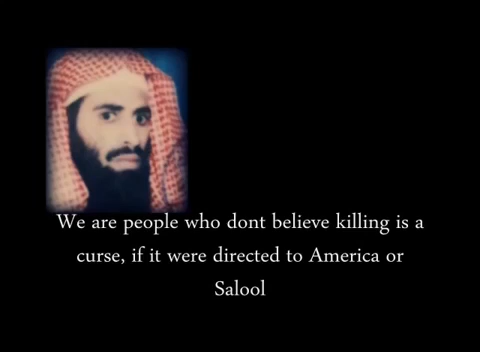 We are people who dont believe killing is a
curse, if it were directed to America or
Salool